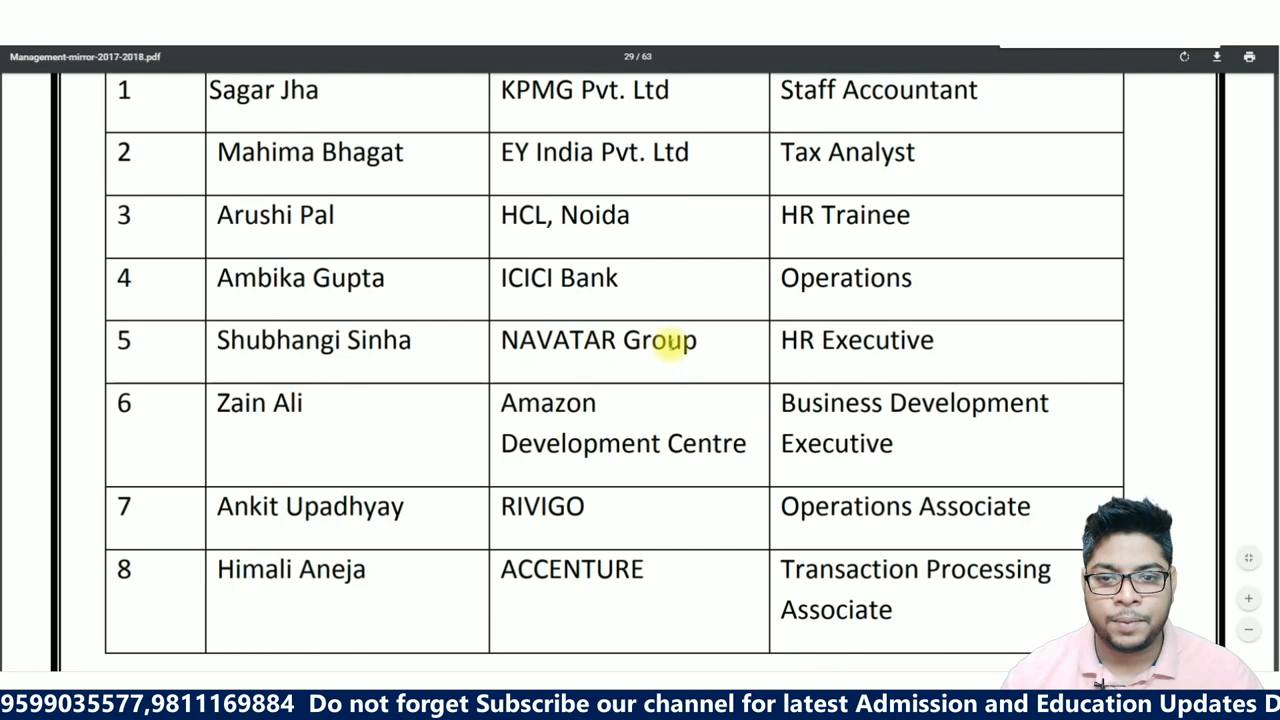 Management-mirror-2017-2018.pdf 29 / 63
1 Sagar Jha KPMG Pvt. Ltd Staff Accountant
2 Mahima Bhagat EY India Pvt. Ltd Tax Analyst
3 Arushi Pal HCL, Noida HR Trainee
4 Ambika Gupta ICICI Bank Operations
5 Shubhangi Sinha NAVATAR Group HR Executive
6 Zain Ali Amazon Business Development
Development Centre Executive
7 Ankit Upadhyay RIVIGO Operations Associate
8 Himali Aneja ACCENTURE Transaction Processing
Associate
9599035577,9811169884 Do not forget Subscribe our channel for latest Admission and Education Updates D